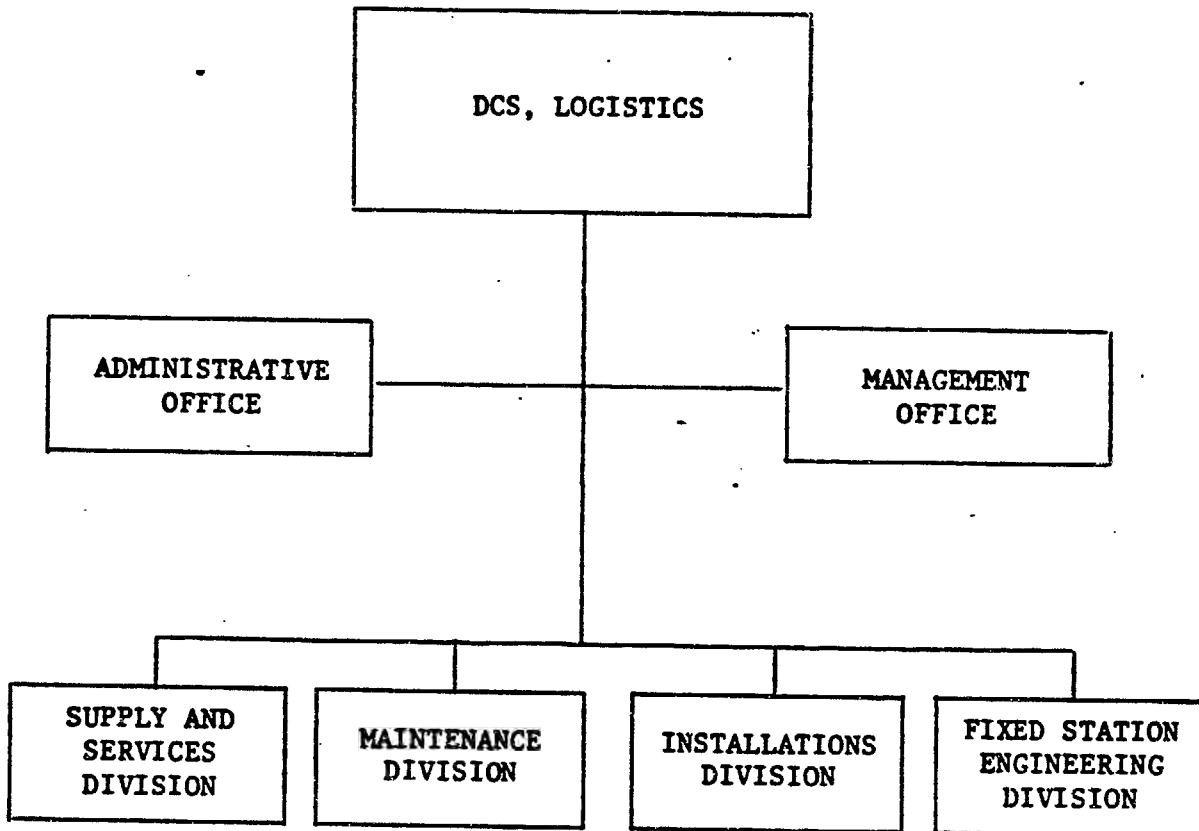 DCS, LOGISTICS
ADMINISTRATIVE
OFFICE
MANAGEMENT
OFFICE
SUPPLY AND
SERVICES
DIVISION
MAINTENANCE
DIVISION
INSTALLATIONS
DIVISION
FIXED STATION
ENGINEERING
DIVISION